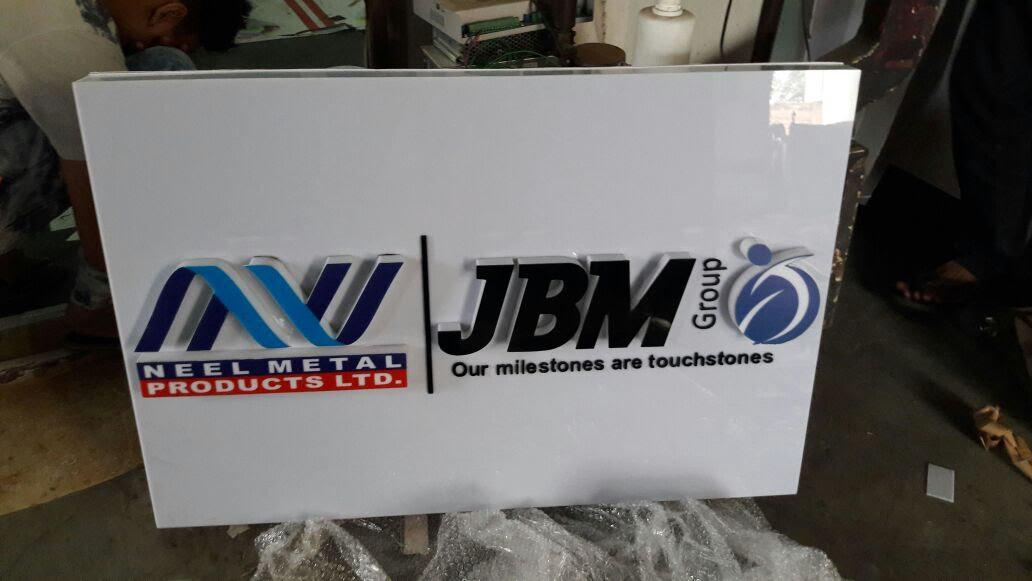 NEEL METAL
PRODUCTS LTD.
JBM Group
Our milestones are touchstones